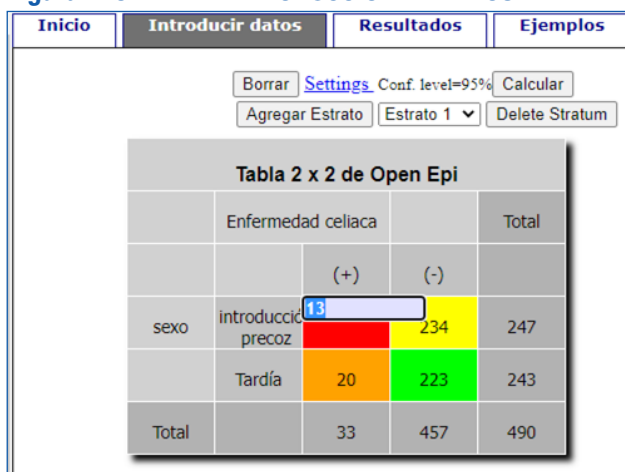 Inicio Introducir datos Resultados Ejemplos
Borrar Settings Conf. level=95% Calcular
Agregar Estrato Estrato 1 Delete Stratum
Tabla 2 x 2 de Open Epi
Enfermedad celiaca Total
(+) (-)
sexo introducció precoz 13 234 247
Tardía 20 223 243
Total 33 457 490